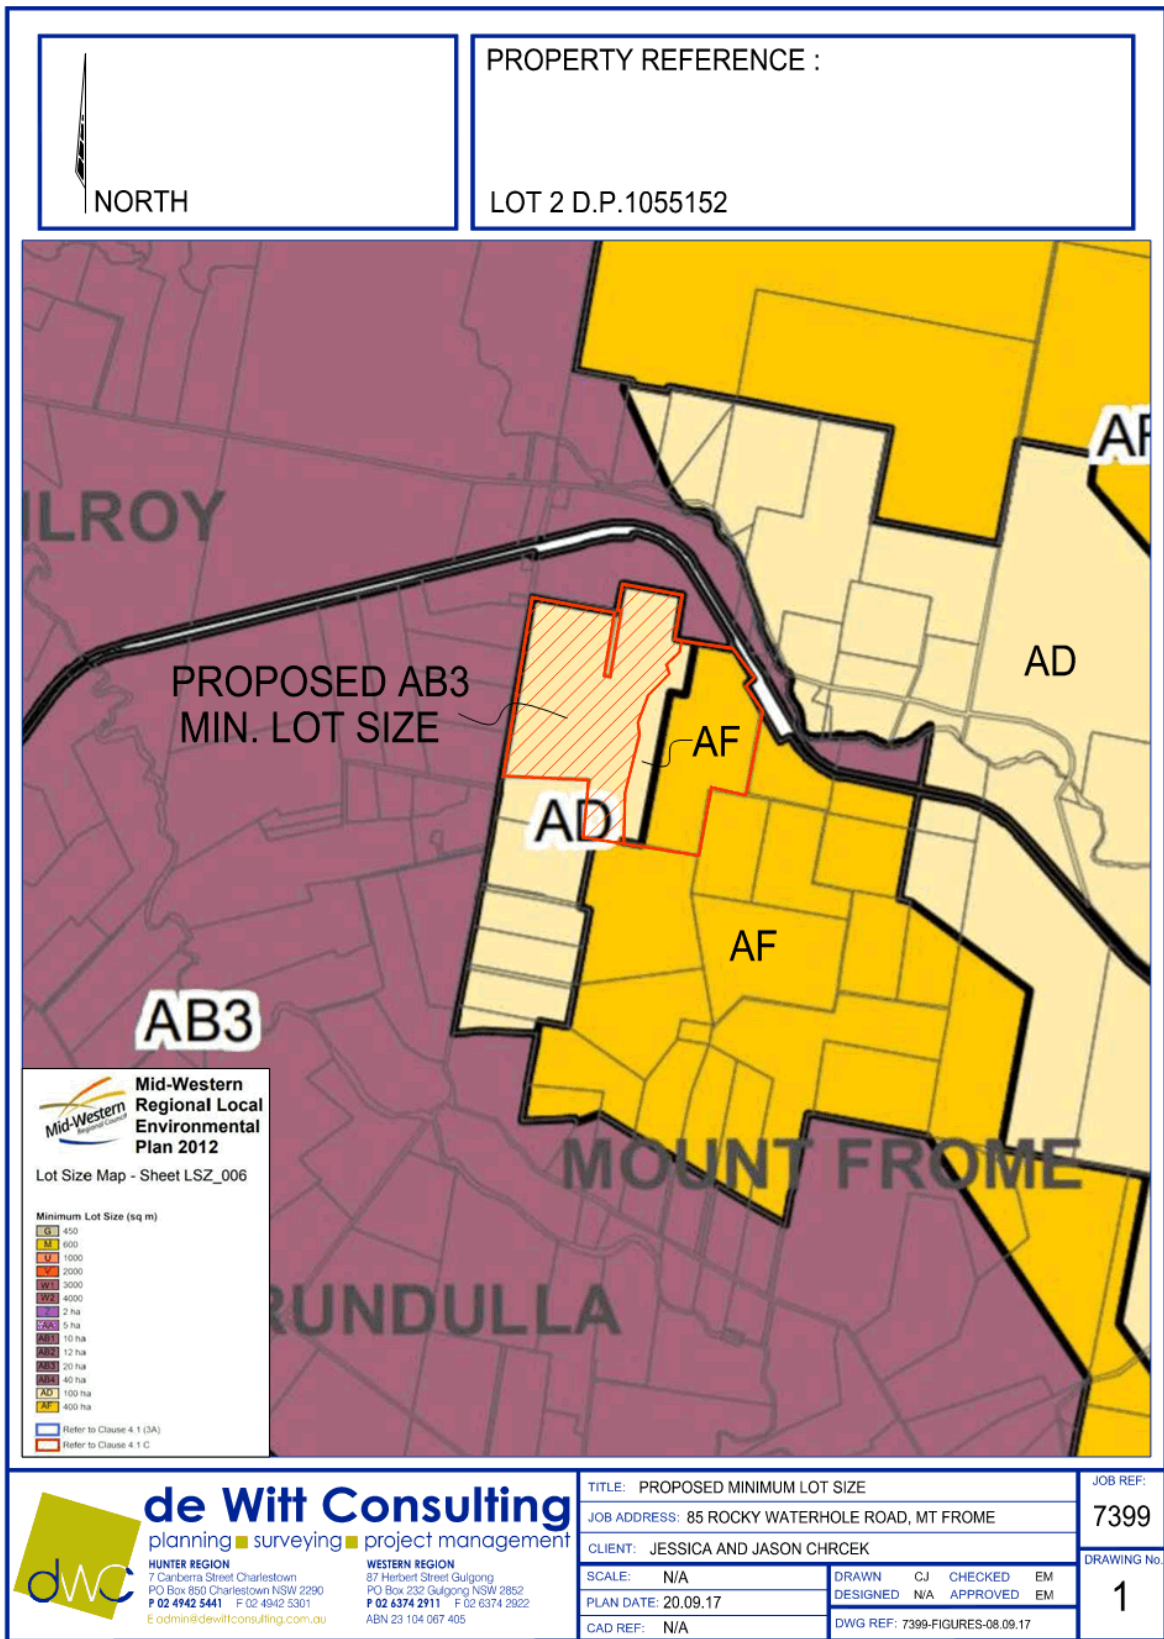 PROPERTY REFERENCE :
NORTH
LOT 2 D.P.1055152
AF
ILROY
PROPOSED AB3
MIN. LOT SIZE
AD
AF
AD
AF
AB3
MOUNT FROME
RUNDULLA
Mid-Western
Regional Council
Mid-Western
Regional Local
Environmental
Plan 2012
Lot Size Map - Sheet LSZ_006
Minimum Lot Size (sq m)
G 450
M 600
U 1000
V 2000
W1 3000
W2 4000
Z 2 ha
AA 5 ha
AB1 10 ha
AB2 12 ha
AB3 20 ha
AB4 40 ha
AD 100 ha
AF 400 ha
Refer to Clause 4.1 (3A)
Refer to Clause 4.1 C
dwc
de Witt Consulting
planning surveying project management
HUNTER REGION
7 Canberra Street Charlestown
PO Box 850 Charlestown NSW 2290
P 02 4942 5441 F 02 4942 5301
E admin@dewittconsulting.com.au
WESTERN REGION
87 Herbert Street Gulgong
PO Box 232 Gulgong NSW 2852
P 02 6374 2911 F 02 6374 2922
ABN 23 104 067 405
TITLE: PROPOSED MINIMUM LOT SIZE
JOB ADDRESS: 85 ROCKY WATERHOLE ROAD, MT FROME
CLIENT: JESSICA AND JASON CHRCEK
SCALE: N/A
PLAN DATE: 20.09.17
CAD REF: N/A
DRAWN CJ CHECKED EM
DESIGNED N/A APPROVED EM
DWG REF: 7399-FIGURES-08.09.17
JOB REF:
7399
DRAWING No.
1